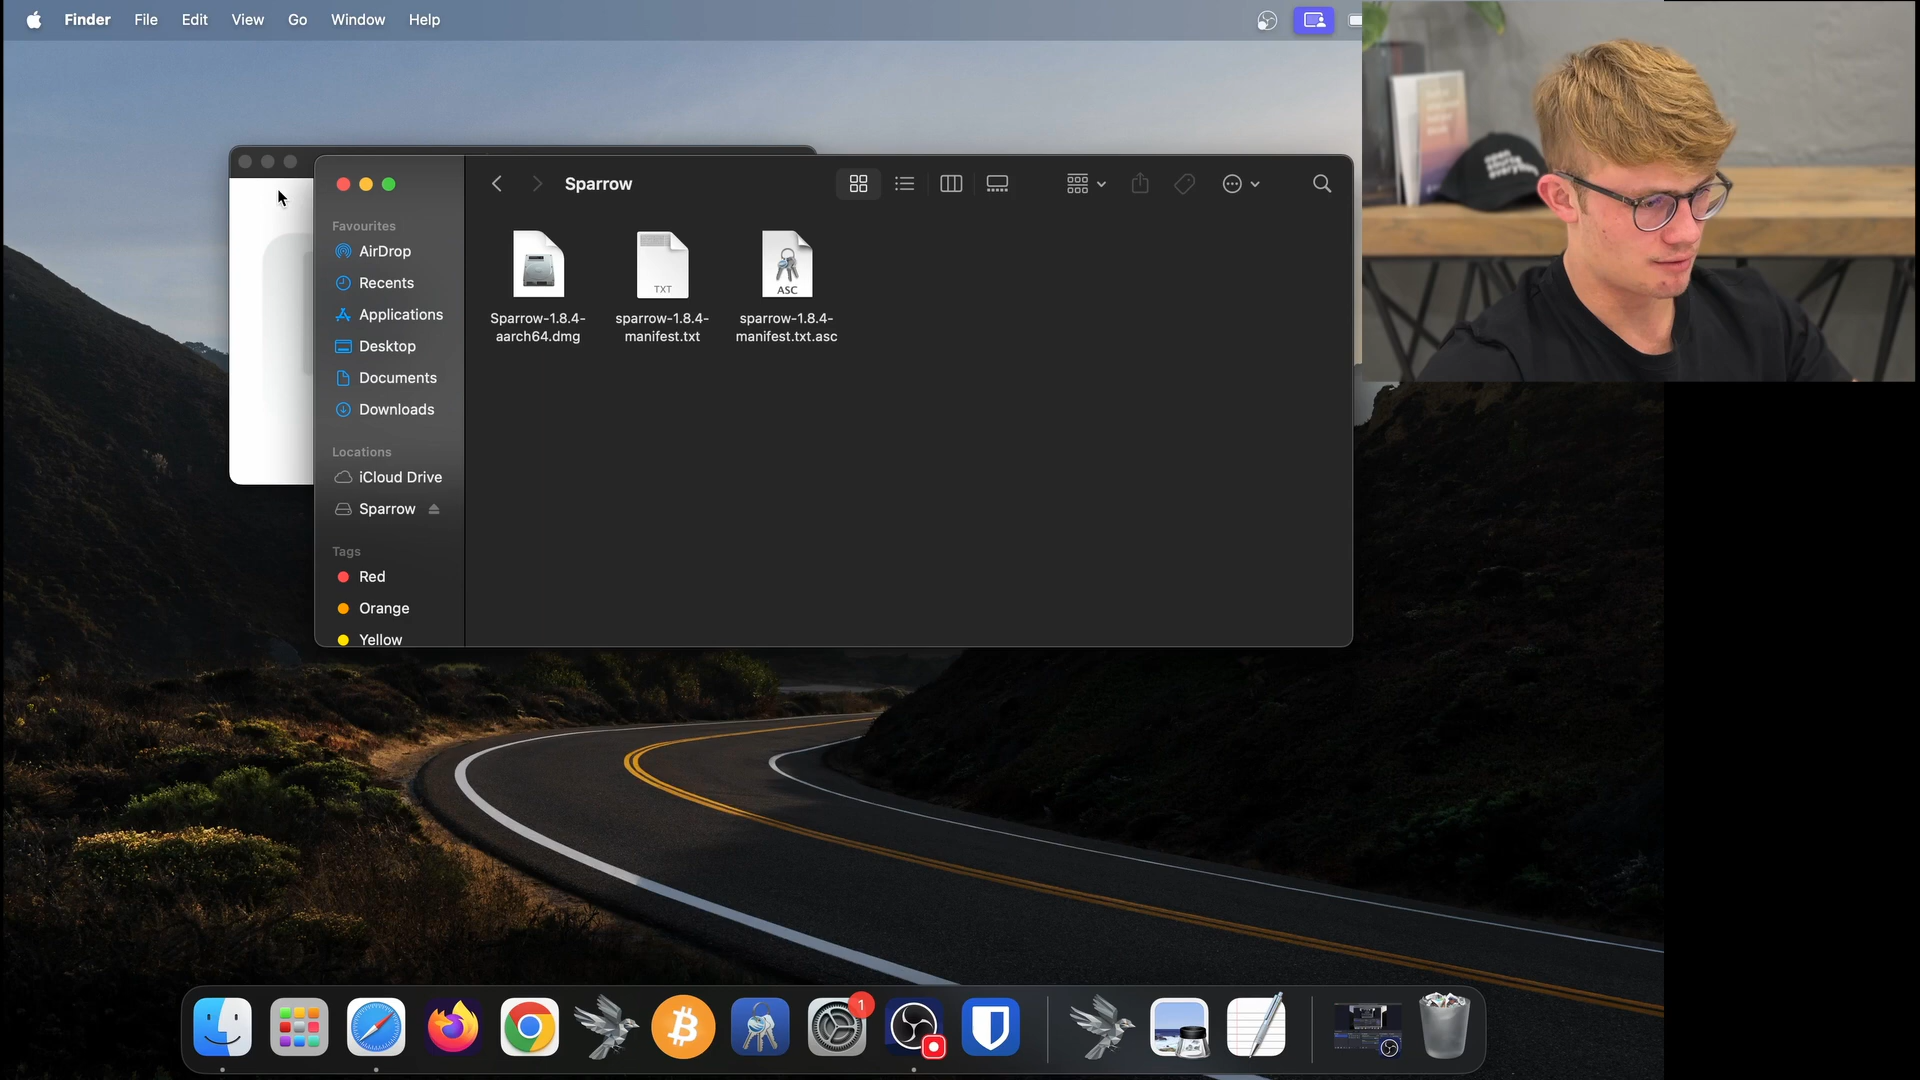 Finder File Edit View Go Window Help
Sparrow
Favourites
AirDrop
Recents
Applications
Desktop
Documents
Downloads
Locations
iCloud Drive
Sparrow
Tags
Red
Orange
Yellow
TXT
ASC
Sparrow-1.8.4-
aarch64.dmg
sparrow-1.8.4-
manifest.txt
sparrow-1.8.4-
manifest.txt.asc
1